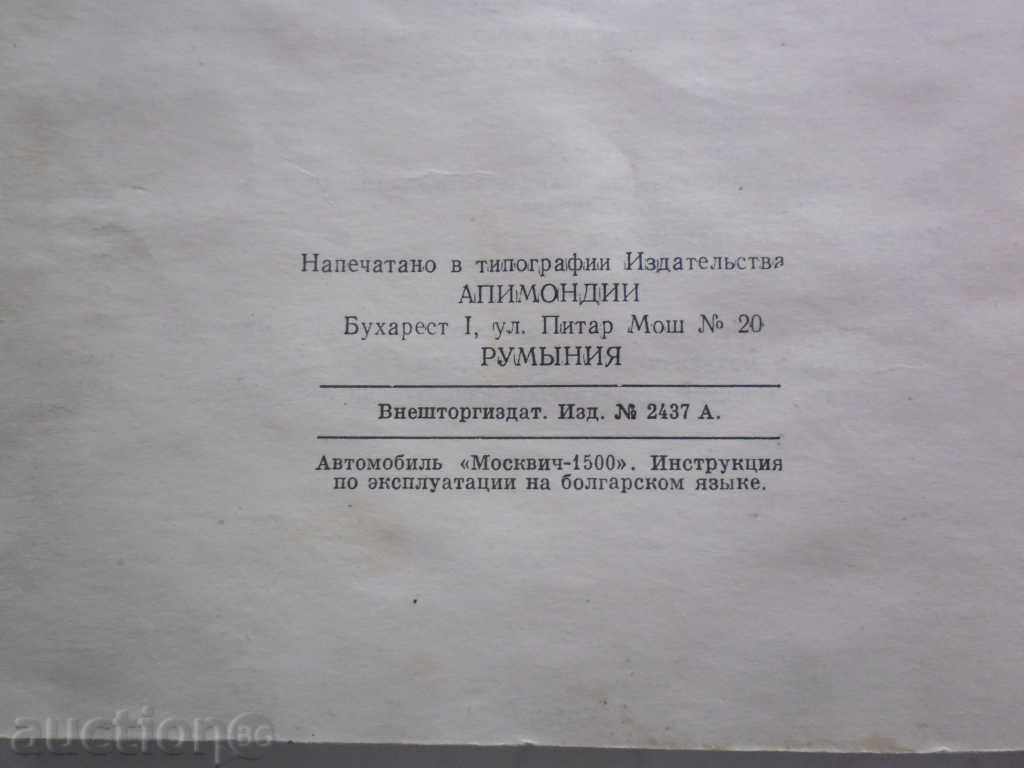 Напечатано в типографии Издательства
АПИМОНДИИ
Бухарест I, ул. Питар Мош № 20
РУМЫНИЯ
Внешторгиздат. Изд. № 2437 А.
Автомобиль «Москвич-1500». Инструкция
по эксплуатации на болгарском языке.
auction BG